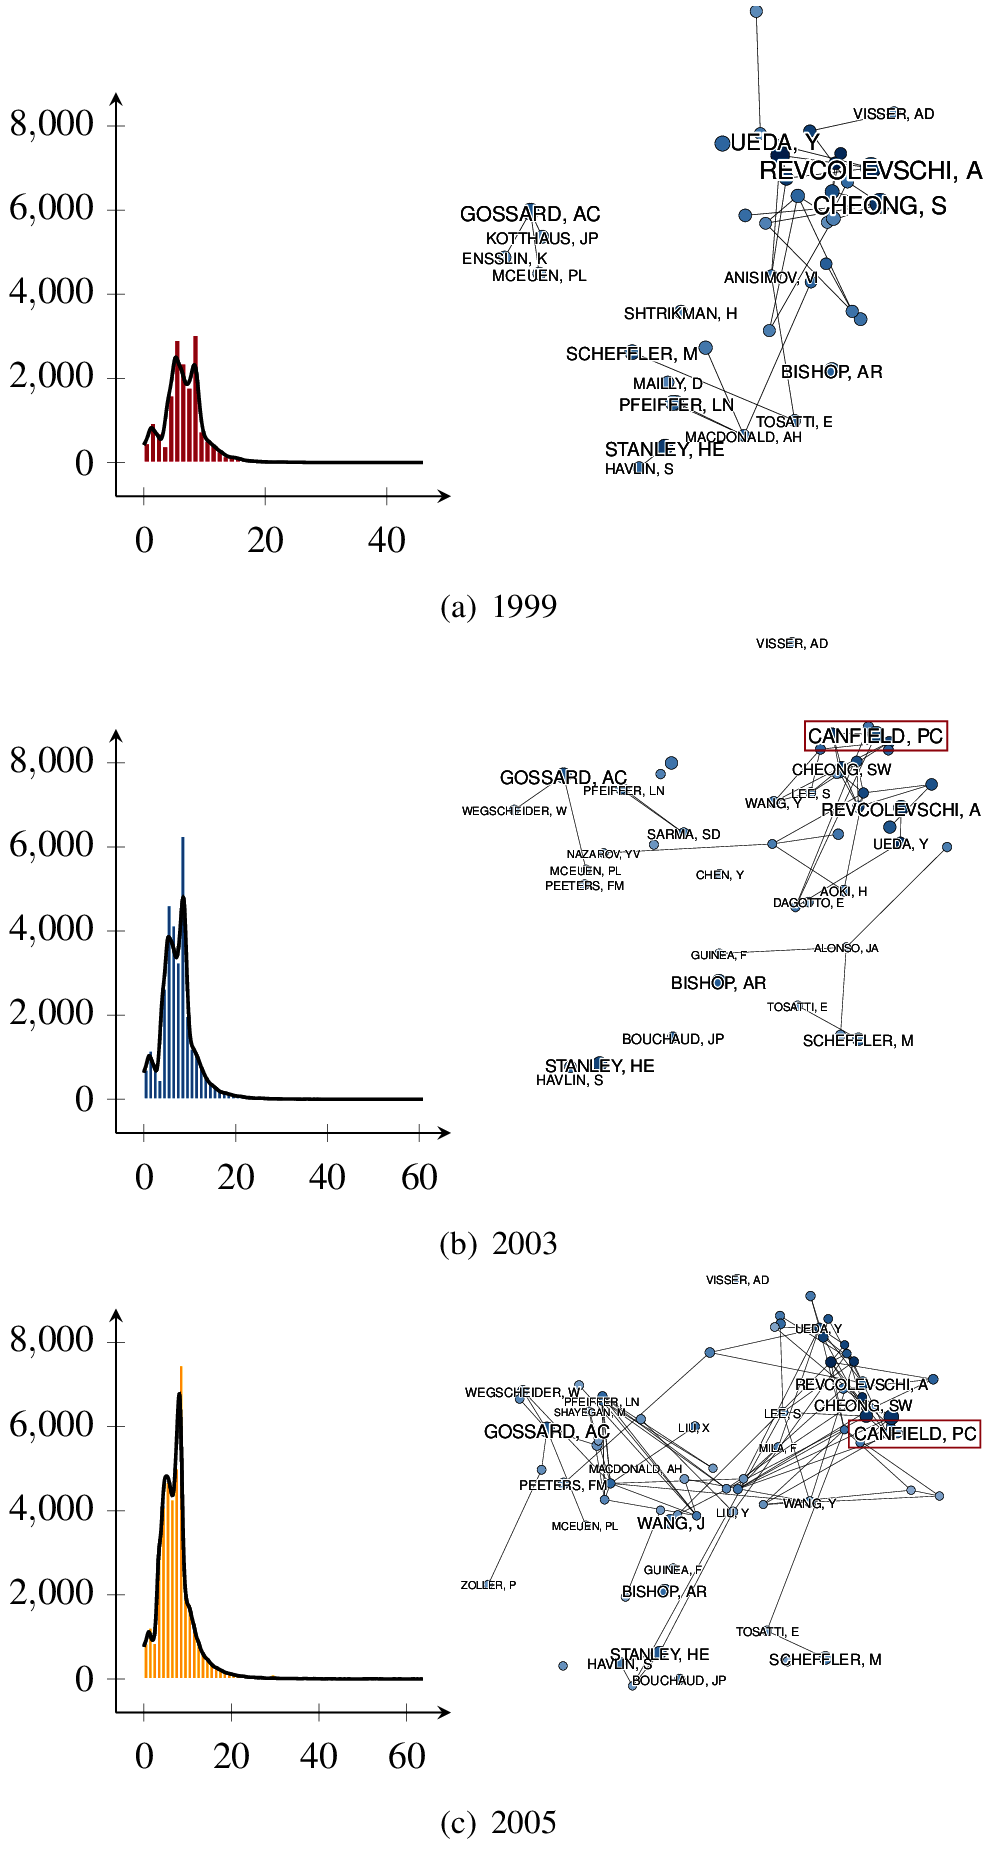 8,000
6,000
4,000
2,000
0
0 20 40
VISSER, AD
UEDA, Y
REVCOLEVSCHI, A
CHEONG, S
GOSSARD, AC
KOTTHAUS, JP
ENSSLIN, K
MCEUEN, PL
ANISIMOV, VI
SHTRIKMAN, H
SCHEFFLER, M
BISHOP, AR
MAILLY, D
PFEIFFER, LN
TOSATTI, E
MACDONALD, AH
STANLEY, HE
HAVLIN, S
(a) 1999
8,000
6,000
4,000
2,000
0
0 20 40 60
VISSER, AD
CANFIELD, PC
CHEONG, SW
GOSSARD, AC
PFEIFFER, LN
LEE, S
WANG, Y
WEGSCHEIDER, W
REVCOLEVSCHI, A
SARMA, SD
UEDA, Y
NAZAROV, YV
MCEUEN, PL
CHEN, Y
PEETERS, FM
AOKI, H
DAGOTTO, E
ALONSO, JA
GUINEA, F
BISHOP, AR
TOSATTI, E
BOUCHAUD, JP
SCHEFFLER, M
STANLEY, HE
HAVLIN, S
(b) 2003
8,000
6,000
4,000
2,000
0
0 20 40 60
VISSER, AD
UEDA, Y
REVCOLEVSCHI, A
WEGSCHEIDER, W
PFEIFFER, LN
SHAYEGAN, M
CHEONG, SW
LEE, S
LIU, X
GOSSARD, AC
CANFIELD, PC
MILA, F
MACDONALD, AH
PEETERS, FM
WANG, Y
LIU, Y
WANG, J
MCEUEN, PL
GUINEA, F
ZOLLER, P
BISHOP, AR
TOSATTI, E
STANLEY, HE
SCHEFFLER, M
HAVLIN, S
BOUCHAUD, JP
(c) 2005